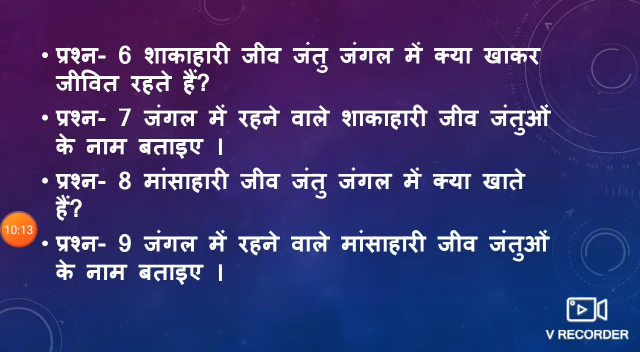 • प्रश्न- 6 शाकाहारी जीव जंतु जंगल में क्या खाकर
जीवित रहते हैं?
• प्रश्न- 7 जंगल में रहने वाले शाकाहारी जीव जंतुओं
के नाम बताइए ।
• प्रश्न- 8 मांसाहारी जीव जंतु जंगल में क्या खाते
हैं?
10:13
• प्रश्न- 9 जंगल में रहने वाले मांसाहारी जीव जंतुओं
के नाम बताइए ।
V RECORDER